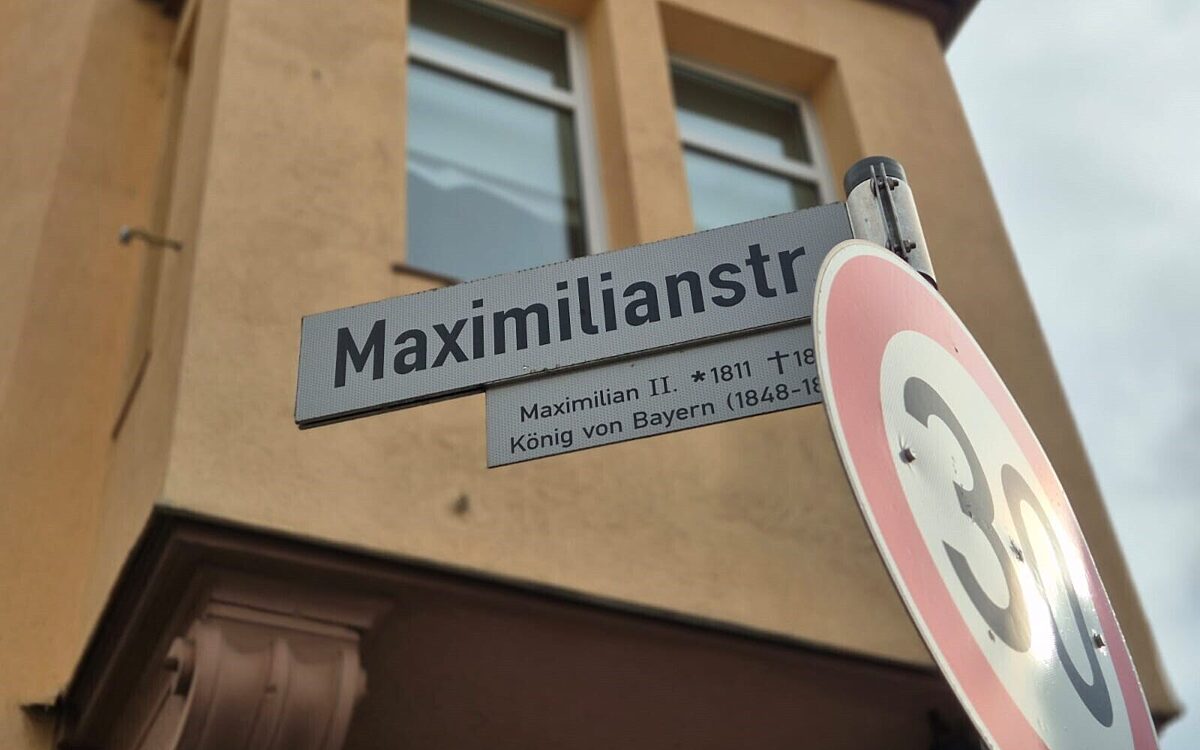 Maximilianstr
Maximilian II. *1811 †18
König von Bayern (1848-18
30